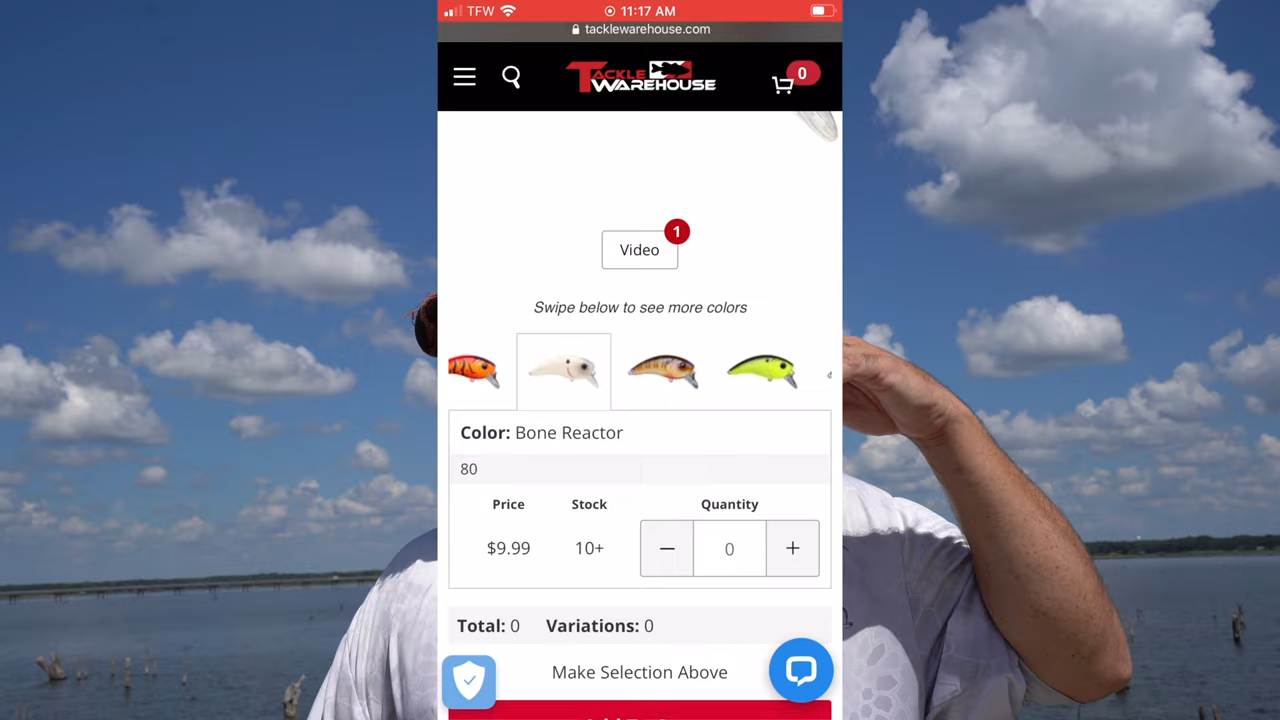 TFW
11:17 AM
tacklewarehouse.com
TACKLE
WAREHOUSE
0
Video
1
Swipe below to see more colors
Color: Bone Reactor
80
Price Stock Quantity
$9.99 10+ − 0 +
Total: 0 Variations: 0
Make Selection Above